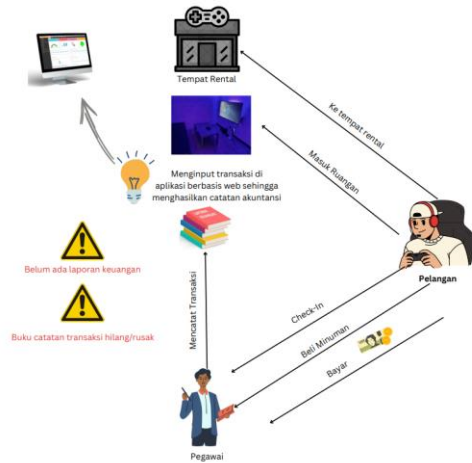 Tempat Rental
Ke tempat rental
Masuk Ruangan
Menginput transaksi di
aplikasi berbasis web sehingga
menghasilkan catatan akuntansi
Belum ada laporan keuangan
Buku catatan transaksi hilang/rusak
Mencatat Transaksi
Pelangan
Check-In
Beli Minuman
Bayar
Pegawai